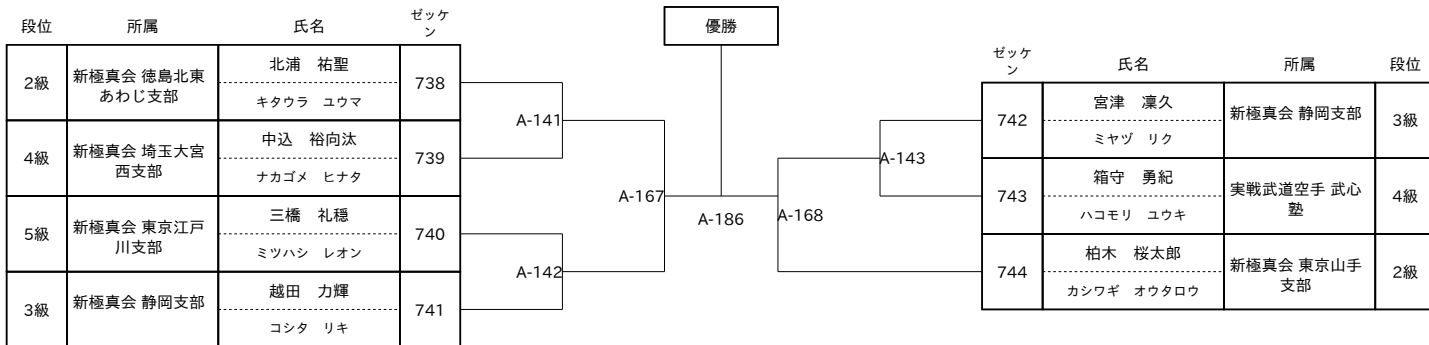 段位 所属 氏名 ゼッケ
ン
2級 新極真会 徳島北東
あわじ支部 北浦　祐聖
キタウラ　ユウマ 738
4級 新極真会 埼玉大宮
西支部 中込　裕向汰
ナカゴメ　ヒナタ 739
5級 新極真会 東京江戸
川支部 三橋　礼穏
ミツハシ　レオン 740
3級 新極真会 静岡支部 越田　力輝
コシタ　リキ 741
A-141
A-142
A-167
優勝
A-186
A-168
A-143
ゼッケ
ン 氏名 所属 段位
742 宮津　凜久
ミヤヅ　リク 新極真会 静岡支部 3級
743 箱守　勇紀
ハコモリ　ユウキ 実戦武道空手 武心
塾 4級
744 柏木　桜太郎
カシワギ　オウタロウ 新極真会 東京山手
支部 2級